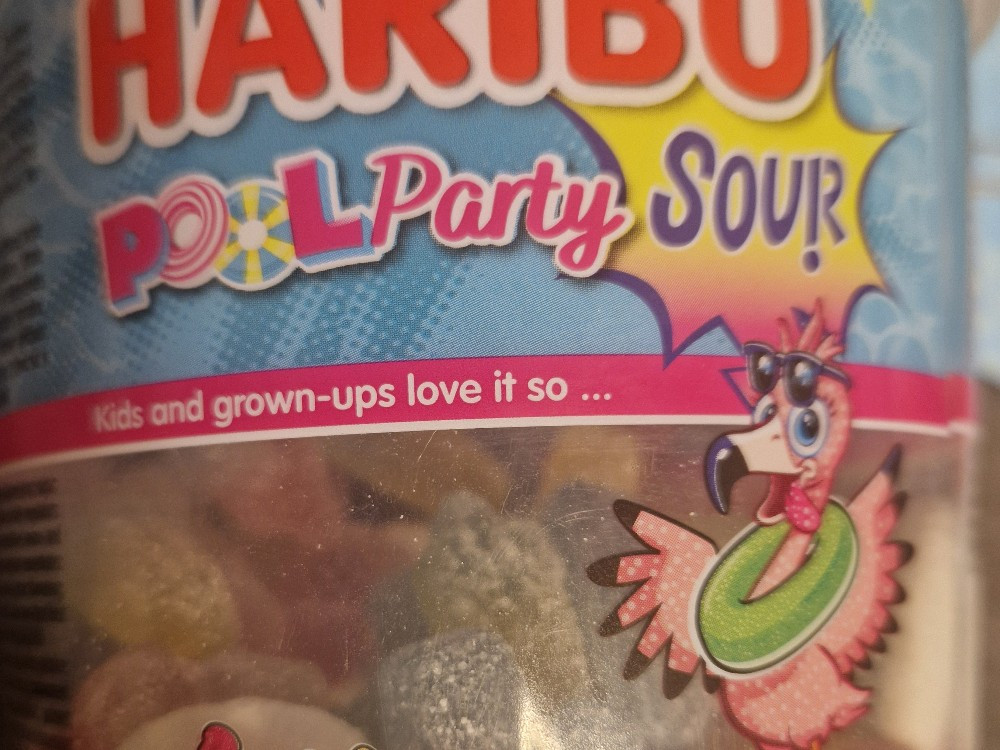 HARIBO
POOL Party SOUR
Kids and grown-ups love it so ...